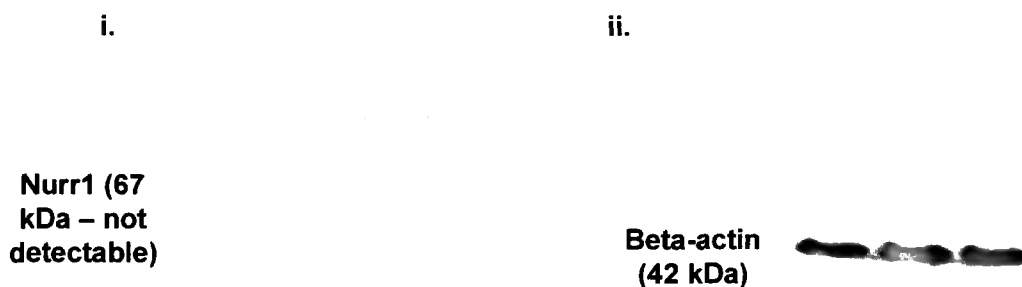 i.
ii.
Nurr1 (67
kDa – not
detectable)
Beta-actin
(42 kDa)